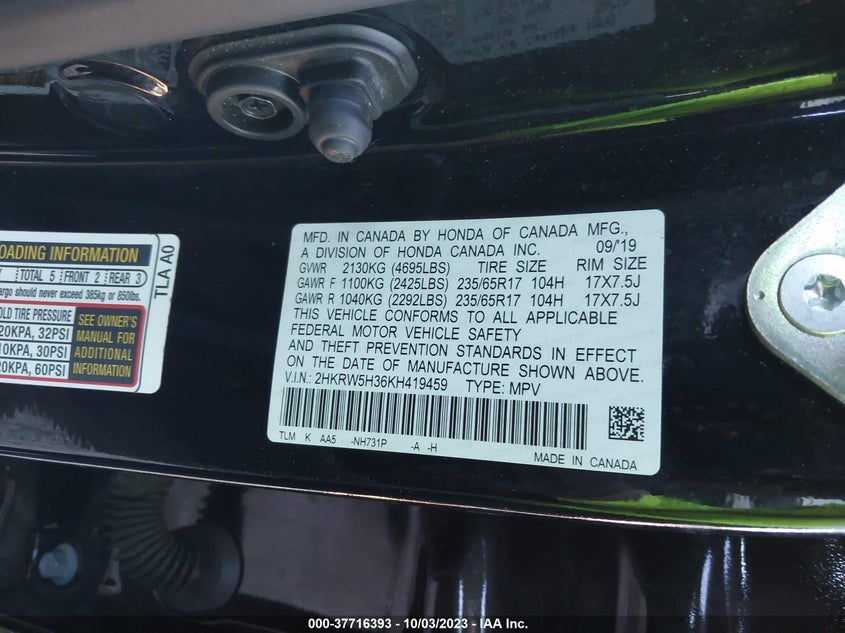 OADING INFORMATION
TOTAL 5 FRONT 2 REAR 3
argo should never exceed 385kg or 850lbs.
OLD TIRE PRESSURE
20KPA, 32PSI
10KPA, 30PSI
20KPA, 60PSI
SEE OWNER'S
MANUAL FOR
ADDITIONAL
INFORMATION
TLA A0
MFD. IN CANADA BY HONDA OF CANADA MFG.,
A DIVISION OF HONDA CANADA INC. 09/'19
GVWR 2130KG (4695LBS) TIRE SIZE RIM SIZE
GAWR F 1100KG (2425LBS) 235/65R17 104H 17X7.5J
GAWR R 1040KG (2292LBS) 235/65R17 104H 17X7.5J
THIS VEHICLE CONFORMS TO ALL APPLICABLE
FEDERAL MOTOR VEHICLE SAFETY
AND THEFT PREVENTION STANDARDS IN EFFECT
ON THE DATE OF MANUFACTURE SHOWN ABOVE.
V.I.N.: 2HKRW5H36KH419459 TYPE: MPV
TLM K AA5 -NH731P -A -H
MADE IN CANADA
000-37716393 - 10/03/2023 - IAA Inc.